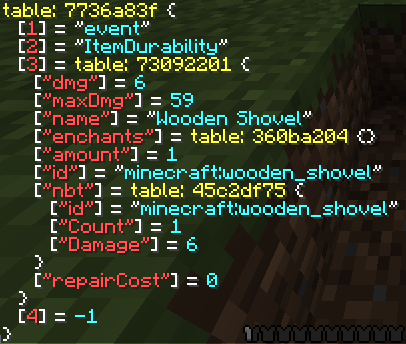 table: 7736a83f {
[1] = "event"
[2] = "ItemDurability"
[3] = table: 73092201 {
["dmg"] = 6
["maxDmg"] = 59
["name"] = "Wooden Shovel"
["enchants"] = table: 360ba204 {}
["amount"] = 1
["id"] = "minecraft:wooden_shovel"
["nbt"] = table: 45c2df75 {
["id"] = "minecraft:wooden_shovel"
["Count"] = 1
["Damage"] = 6
}
["repairCost"] = 0
}
[4] = -1
}